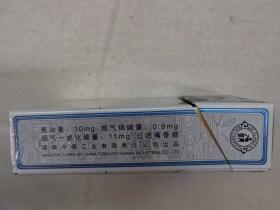 焦油量：10mg 烟气烟碱量：0.9mg
烟气一氧化碳量：11mg 过滤嘴香烟
湖南中烟工业有限责任公司出品
MANUFACTURED BY CHINA TOBACCO HUNAN INDUSTRIAL CO.,LTD